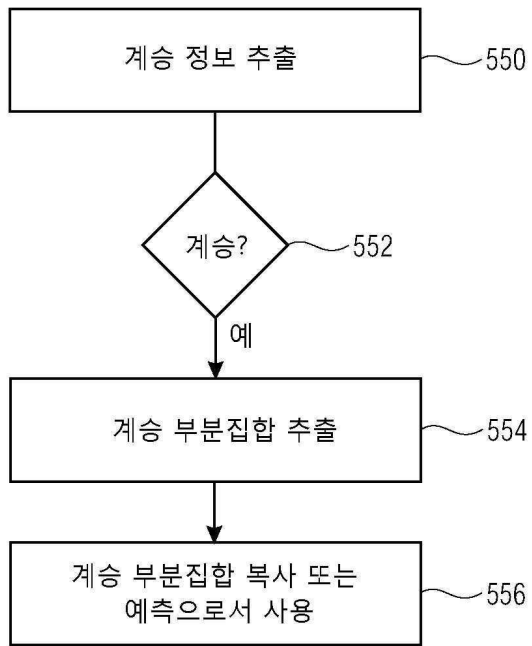 계승 정보 추출
550
계승?
552
예
계승 부분집합 추출
554
계승 부분집합 복사 또는
예측으로서 사용
556